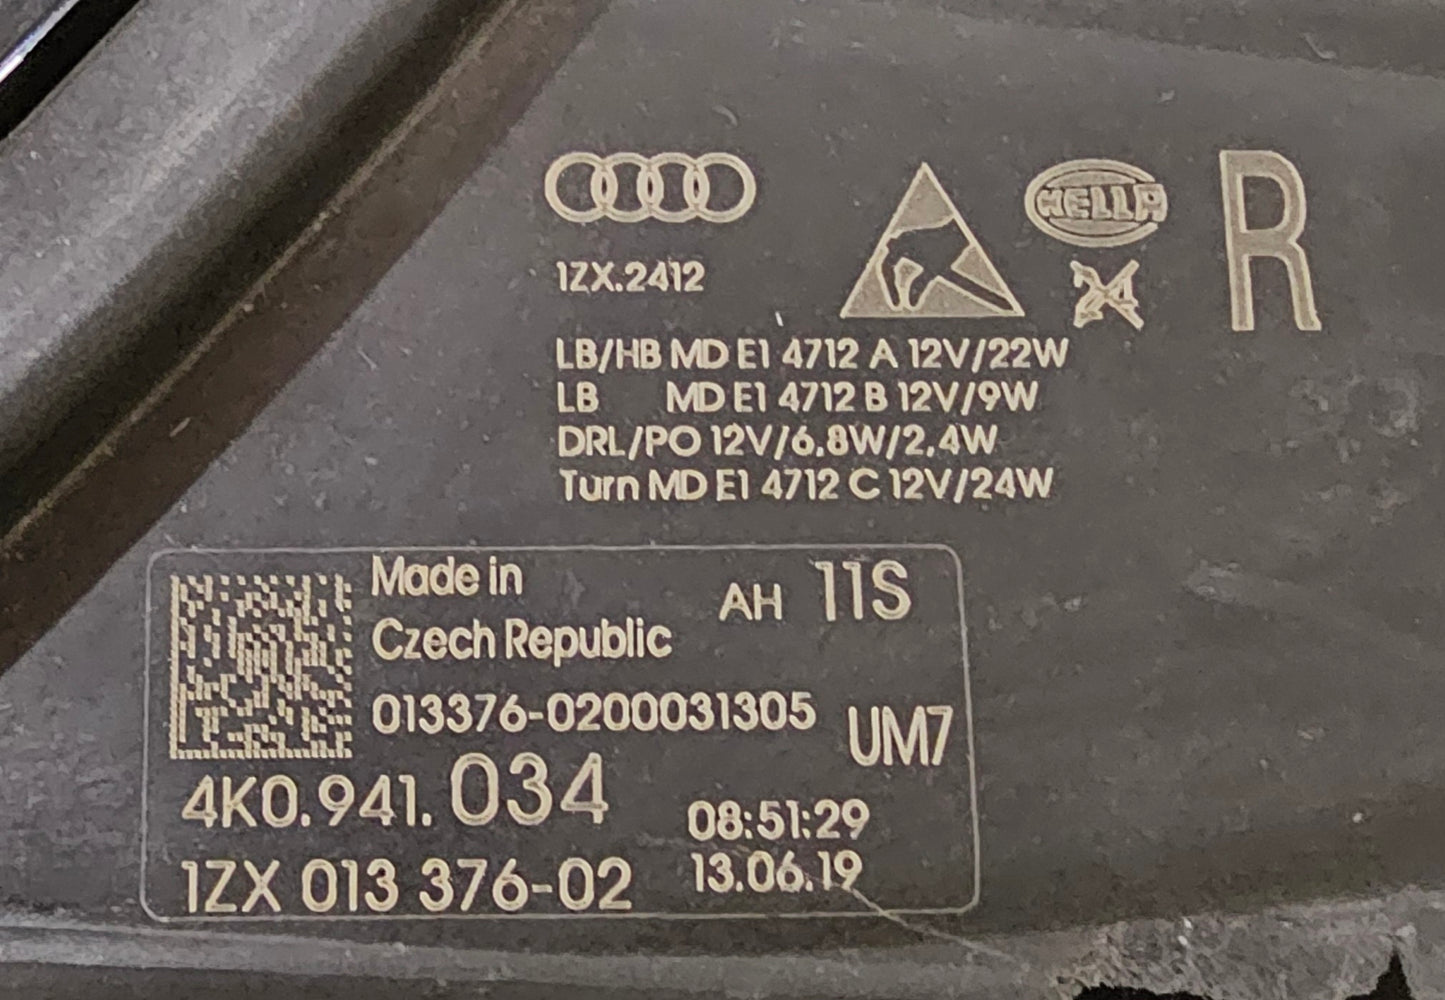 HELLA
R
1ZX.2412
24
LB/HB MD E1 4712 A 12V/22W
LB MD E1 4712 B 12V/9W
DRL/PO 12V/6.8W/2.4W
Turn MD E1 4712 C 12V/24W
Made in
AH 11S
Czech Republic
013376-0200031305
UM7
4K0.941.034
08:51:29
1ZX 013 376-02
13.06.19